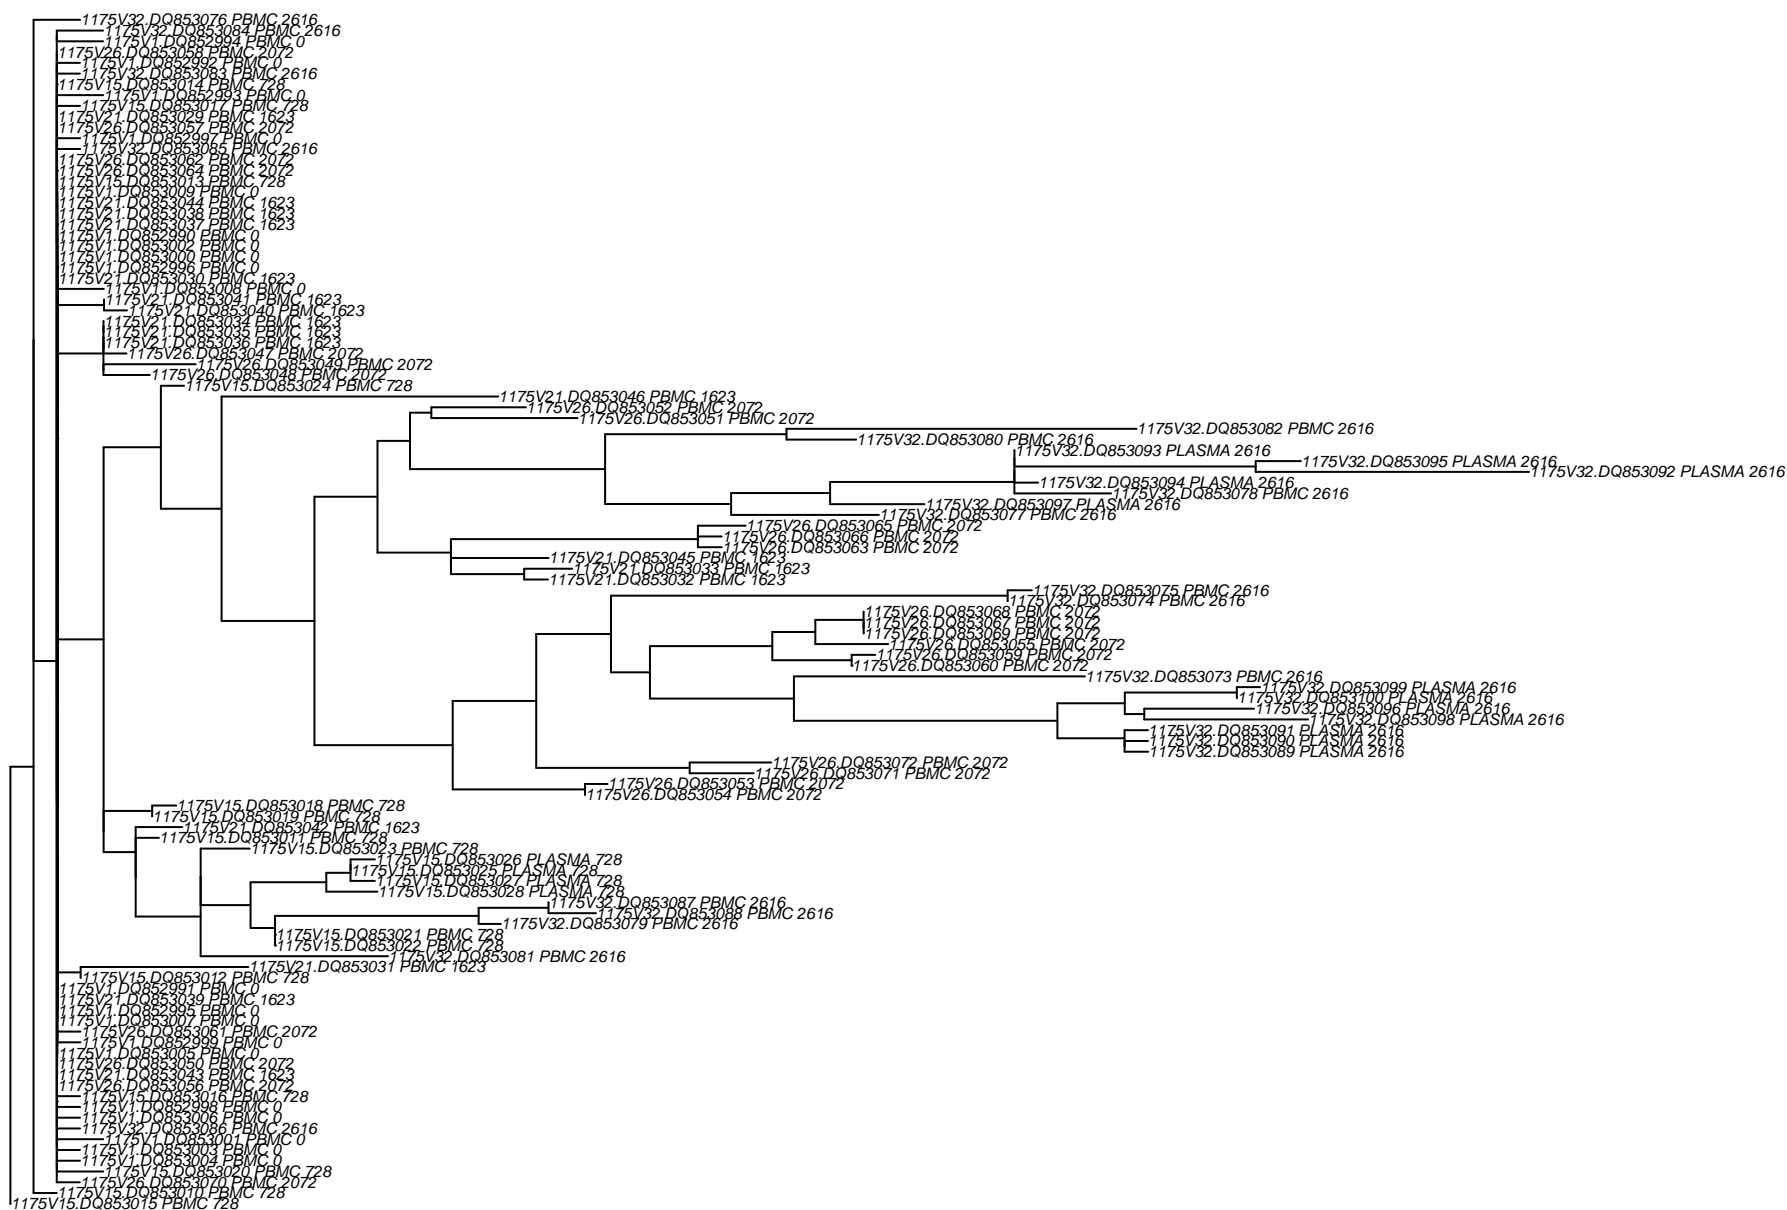 1175V32.DQ853076 PBMC 2616
1175V32.DQ853084 PBMC 2616
1175V1.DQ852994 PBMC 0
1175V26.DQ853058 PBMC 2072
1175V1.DQ852992 PBMC 0
1175V32.DQ853083 PBMC 2616
1175V15.DQ853014 PBMC 728
1175V1.DQ852993 PBMC 0
1175V15.DQ853017 PBMC 728
1175V21.DQ853029 PBMC 1623
1175V26.DQ853057 PBMC 2072
1175V1.DQ852997 PBMC 0
1175V32.DQ853085 PBMC 2616
1175V26.DQ853062 PBMC 2072
1175V26.DQ853064 PBMC 2072
1175V15.DQ853013 PBMC 728
1175V1.DQ853009 PBMC 0
1175V21.DQ853044 PBMC 1623
1175V21.DQ853038 PBMC 1623
1175V21.DQ853037 PBMC 1623
1175V1.DQ852990 PBMC 0
1175V1.DQ853002 PBMC 0
1175V1.DQ853000 PBMC 0
1175V1.DQ852996 PBMC 0
1175V21.DQ853030 PBMC 1623
1175V1.DQ853008 PBMC 0
1175V21.DQ853041 PBMC 1623
1175V21.DQ853040 PBMC 1623
1175V21.DQ853034 PBMC 1623
1175V21.DQ853035 PBMC 1623
1175V21.DQ853036 PBMC 1623
1175V26.DQ853047 PBMC 2072
1175V26.DQ853049 PBMC 2072
1175V26.DQ853048 PBMC 2072
1175V15.DQ853024 PBMC 728
1175V21.DQ853046 PBMC 1623
1175V26.DQ853052 PBMC 2072
1175V26.DQ853051 PBMC 2072
1175V32.DQ853082 PBMC 2616
1175V32.DQ853080 PBMC 2616
1175V32.DQ853093 PLASMA 2616
1175V32.DQ853095 PLASMA 2616
1175V32.DQ853092 PLASMA 2616
1175V32.DQ853094 PLASMA 2616
1175V32.DQ853078 PBMC 2616
1175V32.DQ853097 PLASMA 2616
1175V32.DQ853077 PBMC 2616
1175V26.DQ853065 PBMC 2072
1175V26.DQ853066 PBMC 2072
1175V26.DQ853063 PBMC 2072
1175V21.DQ853045 PBMC 1623
1175V21.DQ853033 PBMC 1623
1175V21.DQ853032 PBMC 1623
1175V32.DQ853075 PBMC 2616
1175V32.DQ853074 PBMC 2616
1175V26.DQ853068 PBMC 2072
1175V26.DQ853067 PBMC 2072
1175V26.DQ853069 PBMC 2072
1175V26.DQ853055 PBMC 2072
1175V26.DQ853059 PBMC 2072
1175V26.DQ853060 PBMC 2072
1175V32.DQ853073 PBMC 2616
1175V32.DQ853099 PLASMA 2616
1175V32.DQ853100 PLASMA 2616
1175V32.DQ853096 PLASMA 2616
1175V32.DQ853098 PLASMA 2616
1175V32.DQ853091 PLASMA 2616
1175V32.DQ853090 PLASMA 2616
1175V32.DQ853089 PLASMA 2616
1175V26.DQ853072 PBMC 2072
1175V26.DQ853071 PBMC 2072
1175V26.DQ853053 PBMC 2072
1175V26.DQ853054 PBMC 2072
1175V15.DQ853018 PBMC 728
1175V15.DQ853019 PBMC 728
1175V21.DQ853042 PBMC 1623
1175V15.DQ853011 PBMC 728
1175V15.DQ853023 PBMC 728
1175V15.DQ853026 PLASMA 728
1175V15.DQ853025 PLASMA 728
1175V15.DQ853027 PLASMA 728
1175V15.DQ853028 PLASMA 728
1175V32.DQ853087 PBMC 2616
1175V32.DQ853088 PBMC 2616
1175V32.DQ853079 PBMC 2616
1175V15.DQ853021 PBMC 728
1175V15.DQ853022 PBMC 728
1175V32.DQ853081 PBMC 2616
1175V21.DQ853031 PBMC 1623
1175V15.DQ853012 PBMC 728
1175V1.DQ852991 PBMC 0
1175V21.DQ853039 PBMC 1623
1175V1.DQ852995 PBMC 0
1175V1.DQ853007 PBMC 0
1175V26.DQ853061 PBMC 2072
1175V1.DQ852999 PBMC 0
1175V1.DQ853005 PBMC 0
1175V26.DQ853050 PBMC 2072
1175V21.DQ853043 PBMC 1623
1175V26.DQ853056 PBMC 2072
1175V15.DQ853016 PBMC 728
1175V1.DQ852998 PBMC 0
1175V1.DQ853006 PBMC 0
1175V32.DQ853086 PBMC 2616
1175V1.DQ853001 PBMC 0
1175V1.DQ853003 PBMC 0
1175V1.DQ853004 PBMC 0
1175V15.DQ853020 PBMC 728
1175V26.DQ853070 PBMC 2072
1175V15.DQ853010 PBMC 728
1175V15.DQ853015 PBMC 728